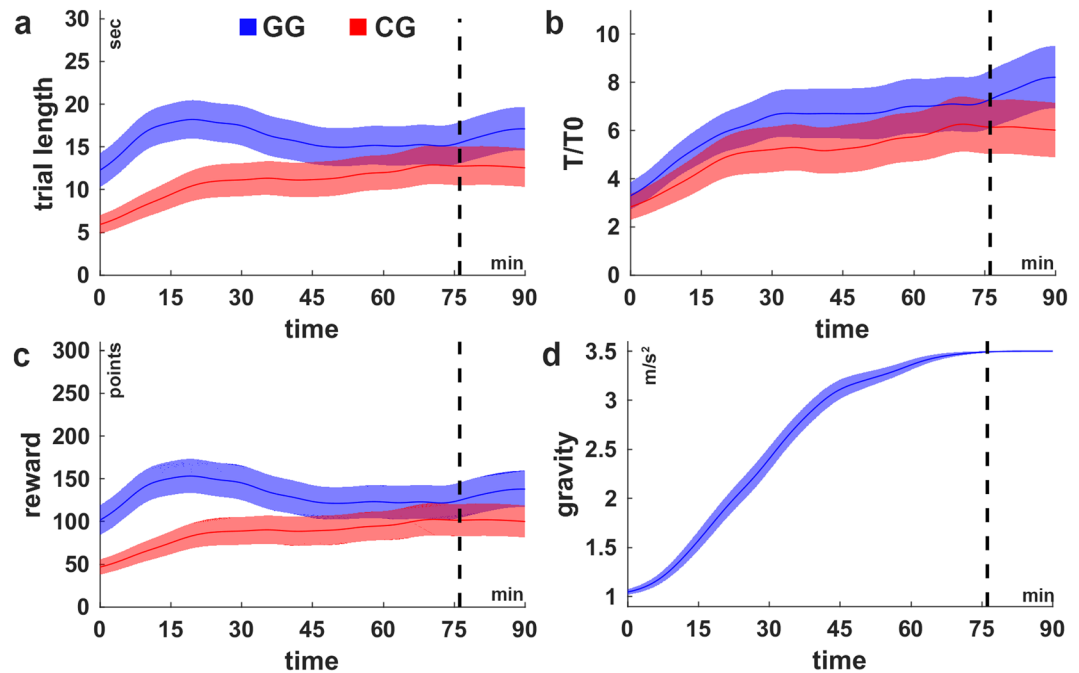 a
sec
GG
CG
30
25
20
15
10
5
0
trial length
0 15 30 45 60 75 90
min
time
b
10
8
6
4
2
0
T/T0
0 15 30 45 60 75 90
min
time
c
points
300
250
200
150
100
50
0
reward
0 15 30 45 60 75 90
min
time
d
m/s²
3.5
3
2.5
2
1.5
1
gravity
0 15 30 45 60 75 90
min
time